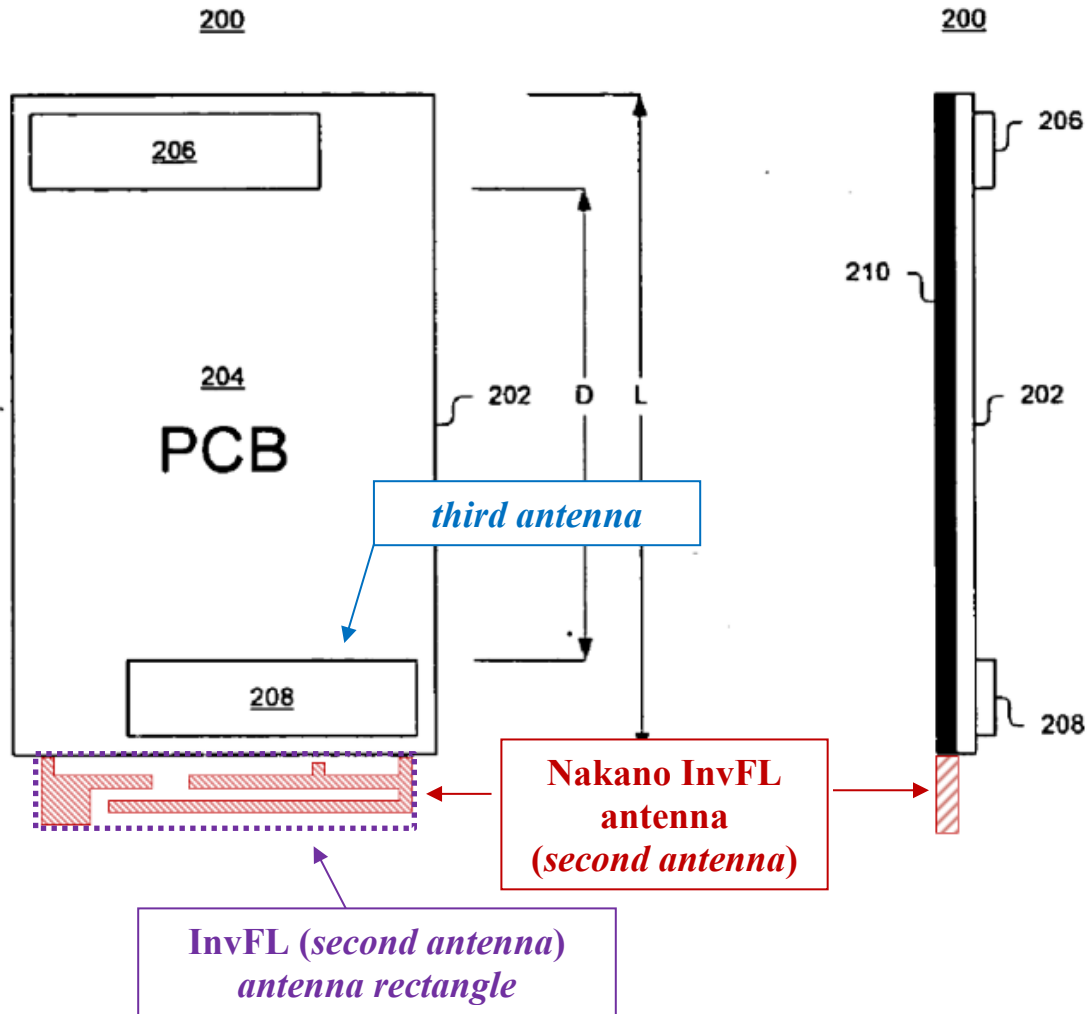 200
200
206
206
210
204
PCB
202
D
L
202
third antenna
208
208
Nakano InvFL
antenna
(second antenna)
InvFL (second antenna)
antenna rectangle